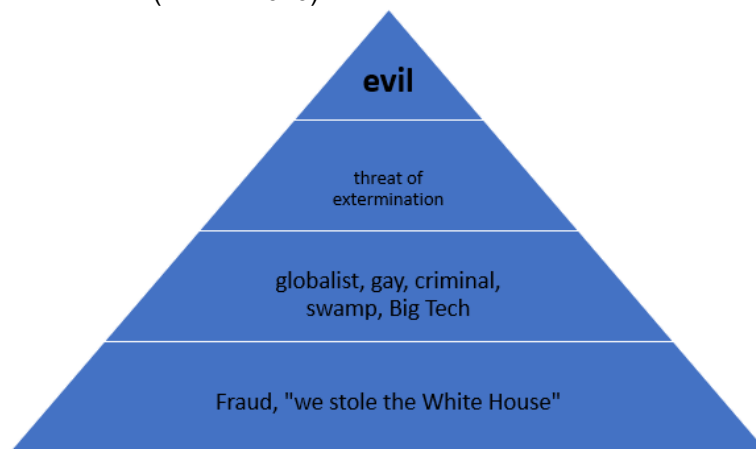 evil
threat of
extermination
globalist, gay, criminal,
swamp, Big Tech
Fraud, "we stole the White House"